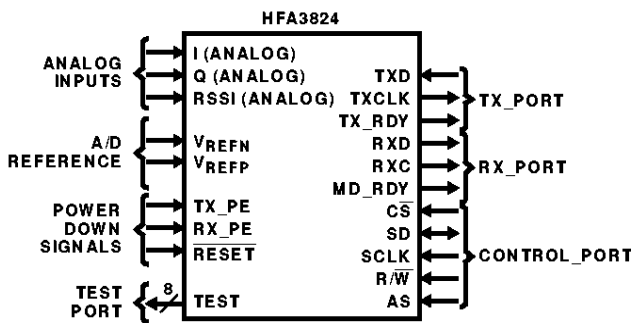 HFA3824
ANALOG
INPUTS
I (ANALOG)
Q (ANALOG)
RSSI (ANALOG)
A/D
REFERENCE
VREFN
VREFP
POWER
DOWN
SIGNALS
TX_PE
RX_PE
RESET
TEST
PORT
8
TEST
TXD
TXCLK
TX_RDY
TX_PORT
RXD
RXC
MD_RDY
RX_PORT
CS
SD
SCLK
R/W
AS
CONTROL_PORT